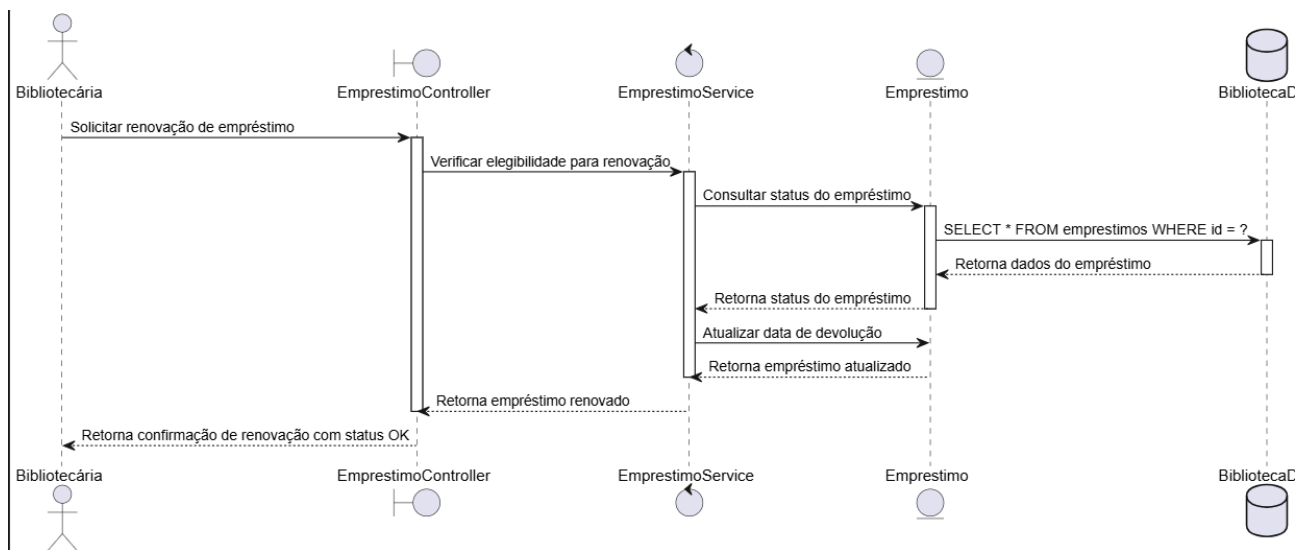 Bibliotecária
EmprestimoController
EmprestimoService
Emprestimo
BibliotecaD
Solicitar renovação de empréstimo
Verificar elegibilidade para renovação
Consultar status do empréstimo
SELECT * FROM emprestimos WHERE id = ?
Retorna dados do empréstimo
Retorna status do empréstimo
Atualizar data de devolução
Retorna empréstimo atualizado
Retorna empréstimo renovado
Retorna confirmação de renovação com status OK
Bibliotecária
EmprestimoController
EmprestimoService
Emprestimo
BibliotecaD